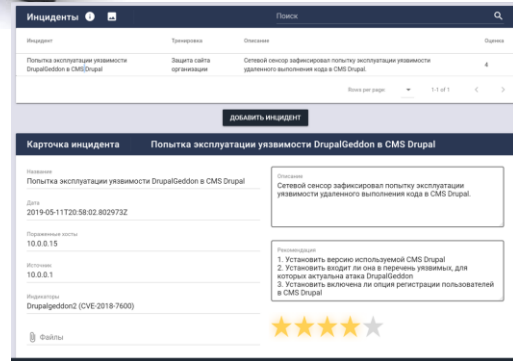 Инциденты
Поиск
Инцидент Тренировка Описание Оценка
Попытка эксплуатации уязвимости Защита сайта Сетевой сенсор зафиксировал попытку эксплуатации уязвимости 4
DrupalGeddon в CMS Drupal организации удаленного выполнения кода в CMS Drupal.
Rows per page: 1-1 of 1
ДОБАВИТЬ ИНЦИДЕНТ
Карточка инцидента Попытка эксплуатации уязвимости DrupalGeddon в CMS Drupal
Название
Попытка эксплуатации уязвимости DrupalGeddon в CMS Drupal
Дата
2019-05-11T20:58:02.802973Z
Пораженные хосты
10.0.0.15
Источник
10.0.0.1
Индикаторы
Drupalgeddon2 (CVE-2018-7600)
Файлы
Описание
Сетевой сенсор зафиксировал попытку эксплуатации
уязвимости удаленного выполнения кода в CMS Drupal.
Рекомендация
1. Установить версию используемой CMS Drupal
2. Установить входит ли она в перечень уязвимых, для
которых актуальна атака DrupalGeddon
3. Установить включена ли опция регистрации пользователей
в CMS Drupal